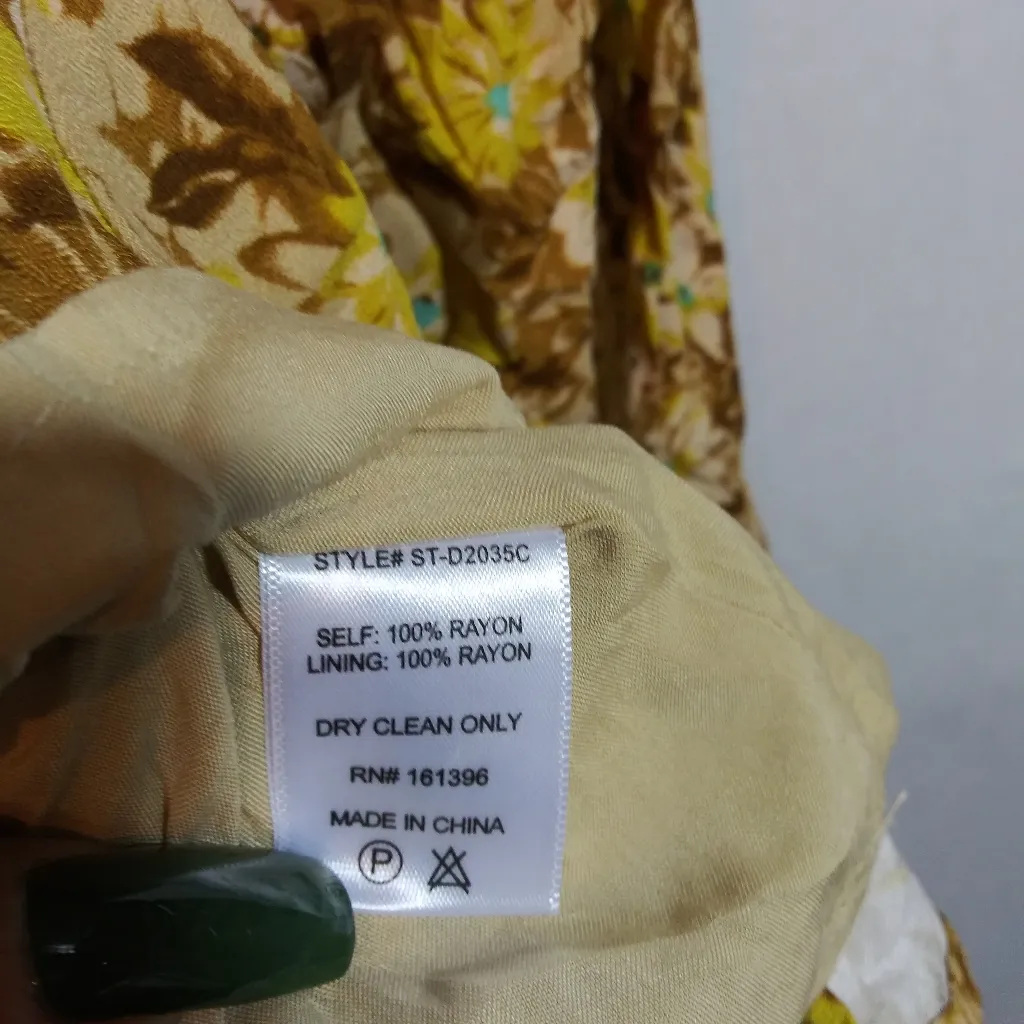 STYLE# ST-D2035C
SELF: 100% RAYON
LINING: 100% RAYON
DRY CLEAN ONLY
RN# 161396
MADE IN CHINA
P